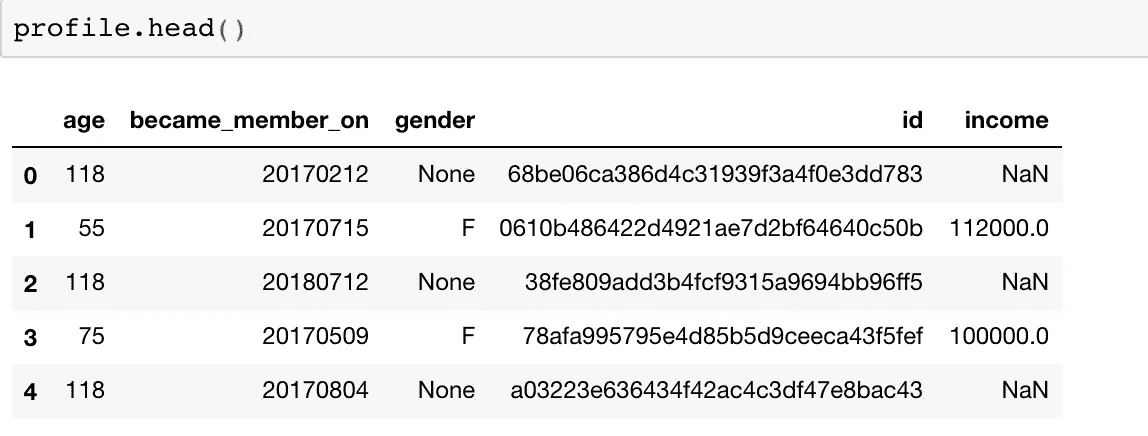 profile.head()
age became_member_on gender id income
0 118 20170212 None 68be06ca386d4c31939f3a4f0e3dd783 NaN
1 55 20170715 F 0610b486422d4921ae7d2bf64640c50b 112000.0
2 118 20180712 None 38fe809add3b4fcf9315a9694bb96ff5 NaN
3 75 20170509 F 78afa995795e4d85b5d9ceeca43f5fef 100000.0
4 118 20170804 None a03223e636434f42ac4c3df47e8bac43 NaN